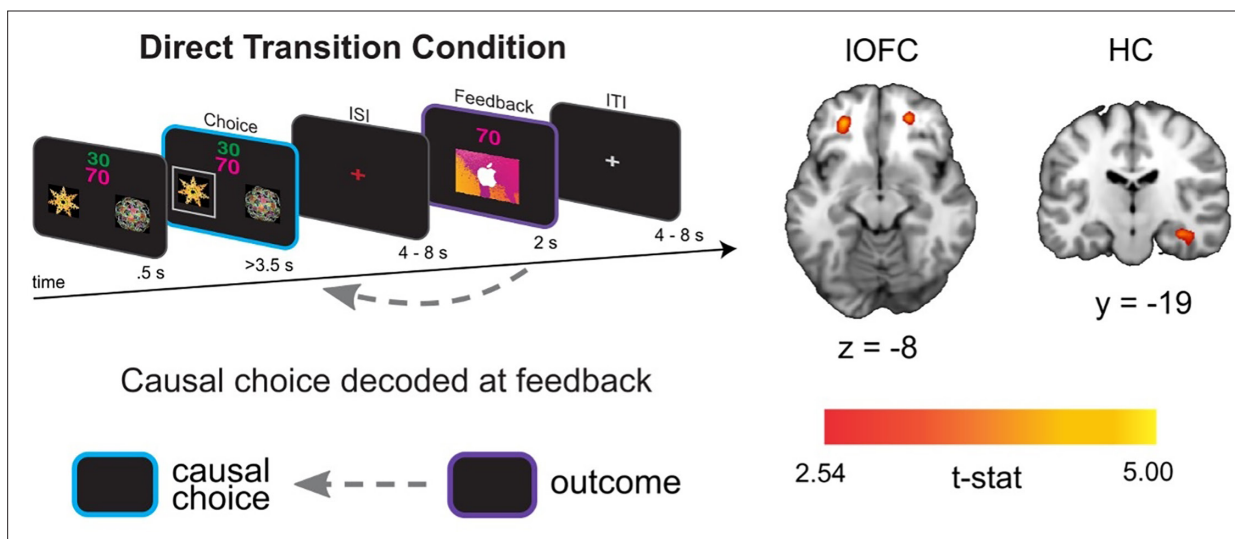 Direct Transition Condition
30
70
.5 s
Choice
30
70
>3.5 s
ISI
+
4 - 8 s
Feedback
70
2 s
ITI
+
4 - 8 s
time
Causal choice decoded at feedback
causal
choice
outcome
lOFC
z = -8
HC
y = -19
2.54
t-stat
5.00